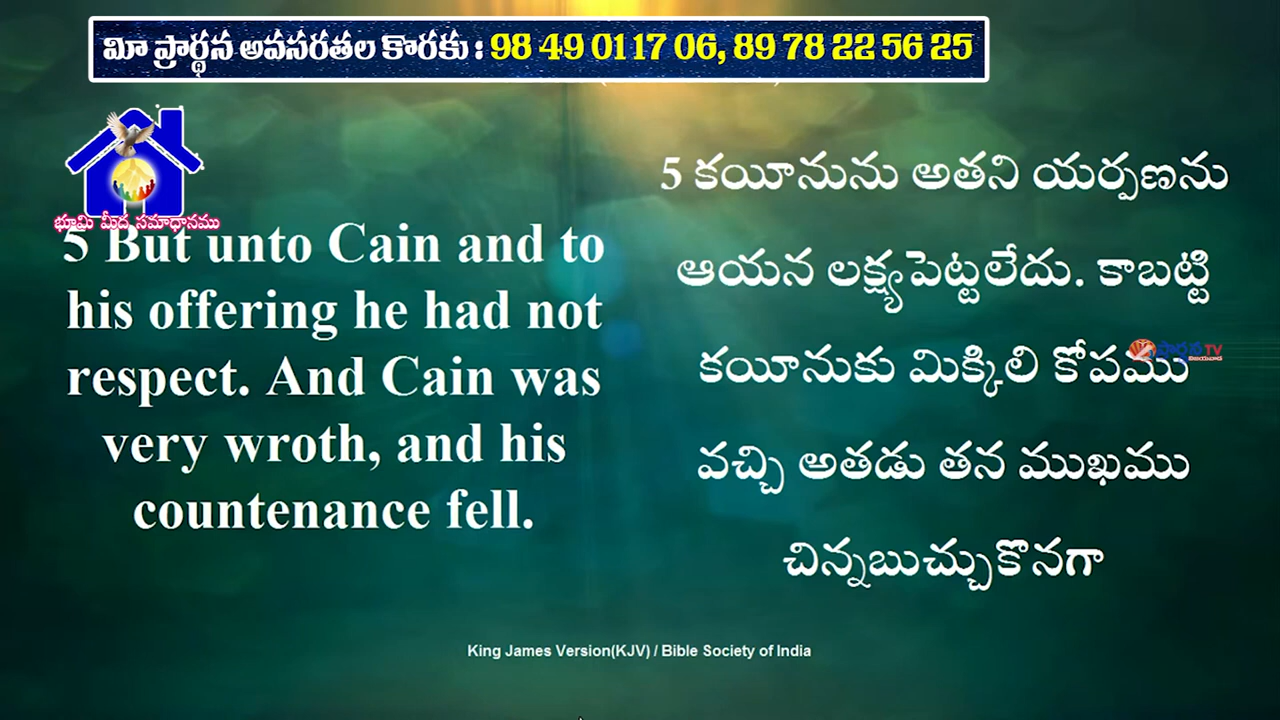 మీ ప్రార్థన అవసరతల కొరకు : 98 49 01 17 06, 89 78 22 56 25
భూమి మీద సమాధానము
5 But unto Cain and to
his offering he had not
respect. And Cain was
very wroth, and his
countenance fell.
5 కయీనును అతని యర్పణను
ఆయన లక్ష్యపెట్టలేదు. కాబట్టి
కయీనుకు మిక్కిలి కోపము
వచ్చి అతడు తన ముఖము
చిన్నబుచ్చుకొనగా
ప్రార్థన TV
King James Version(KJV) / Bible Society of India